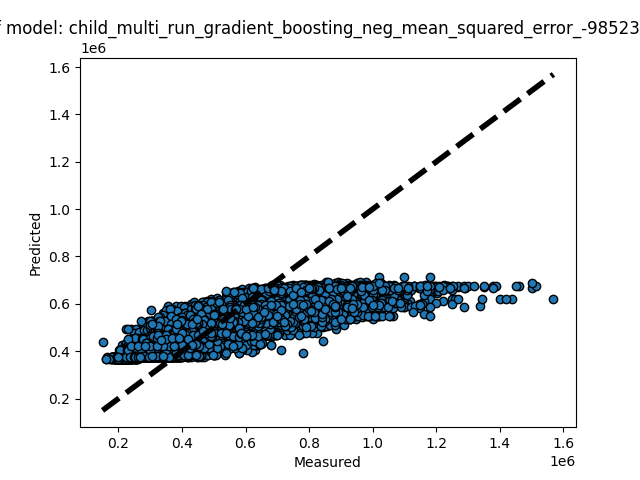 model: child_multi_run_gradient_boosting_neg_mean_squared_error_-98523
1e6
1.6
1.4
1.2
1.0
0.8
0.6
0.4
0.2
Predicted
0.2 0.4 0.6 0.8 1.0 1.2 1.4 1.6
Measured
1e6